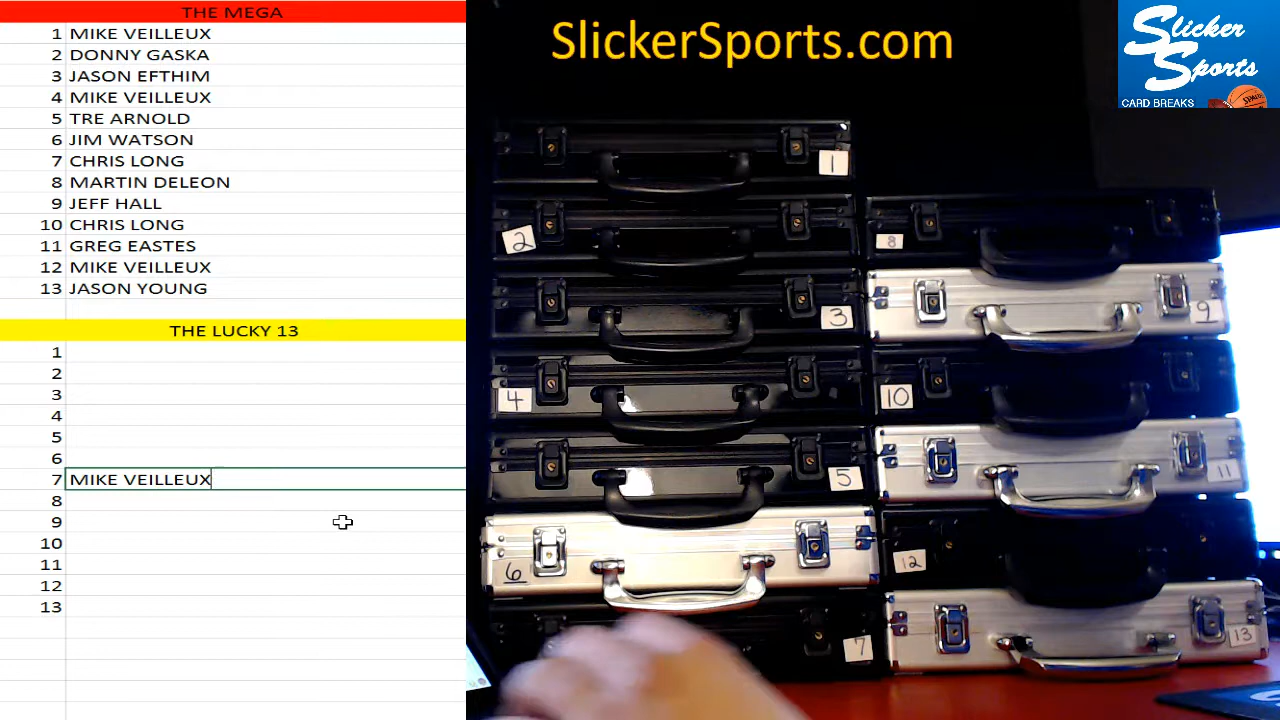 THE MEGA
1 MIKE VEILLEUX
2 DONNY GASKA
3 JASON EFTHIM
4 MIKE VEILLEUX
5 TRE ARNOLD
6 JIM WATSON
7 CHRIS LONG
8 MARTIN DELEON
9 JEFF HALL
10 CHRIS LONG
11 GREG EASTES
12 MIKE VEILLEUX
13 JASON YOUNG
THE LUCKY 13
1
2
3
4
5
6
7 MIKE VEILLEUX
8
9
10
11
12
13
SlickerSports.com
Slicker
Sports
CARD BREAKS
SPALDING
1
2
3
4
5
6
7
8
9
10
11
12
13